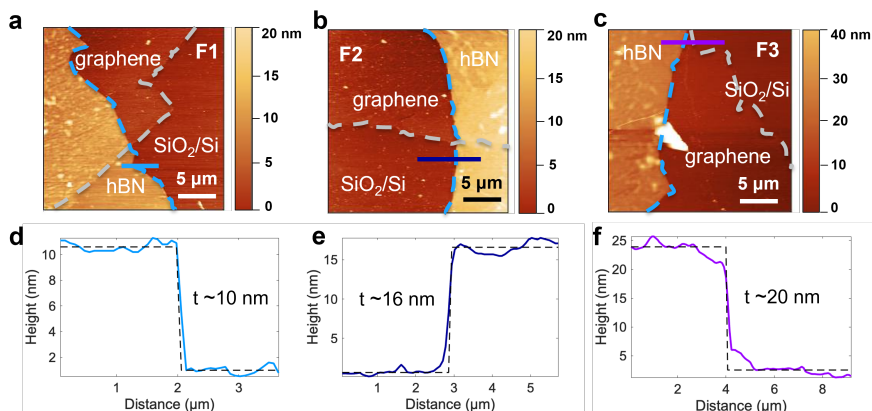 a
F1
graphene
SiO₂/Si
hBN
5 µm
20 nm
15
10
5
0
b
F2
hBN
graphene
SiO₂/Si
5 µm
20 nm
15
10
5
0
c
hBN
F3
SiO₂/Si
graphene
5 µm
40 nm
30
20
10
0
d
Height (nm)
10
8
6
4
2
t ~10 nm
1 2 3
Distance (µm)
e
Height (nm)
15
10
5
t ~16 nm
1 2 3 4 5
Distance (µm)
f
Height (nm)
25
20
15
10
5
t ~20 nm
2 4 6 8
Distance (µm)